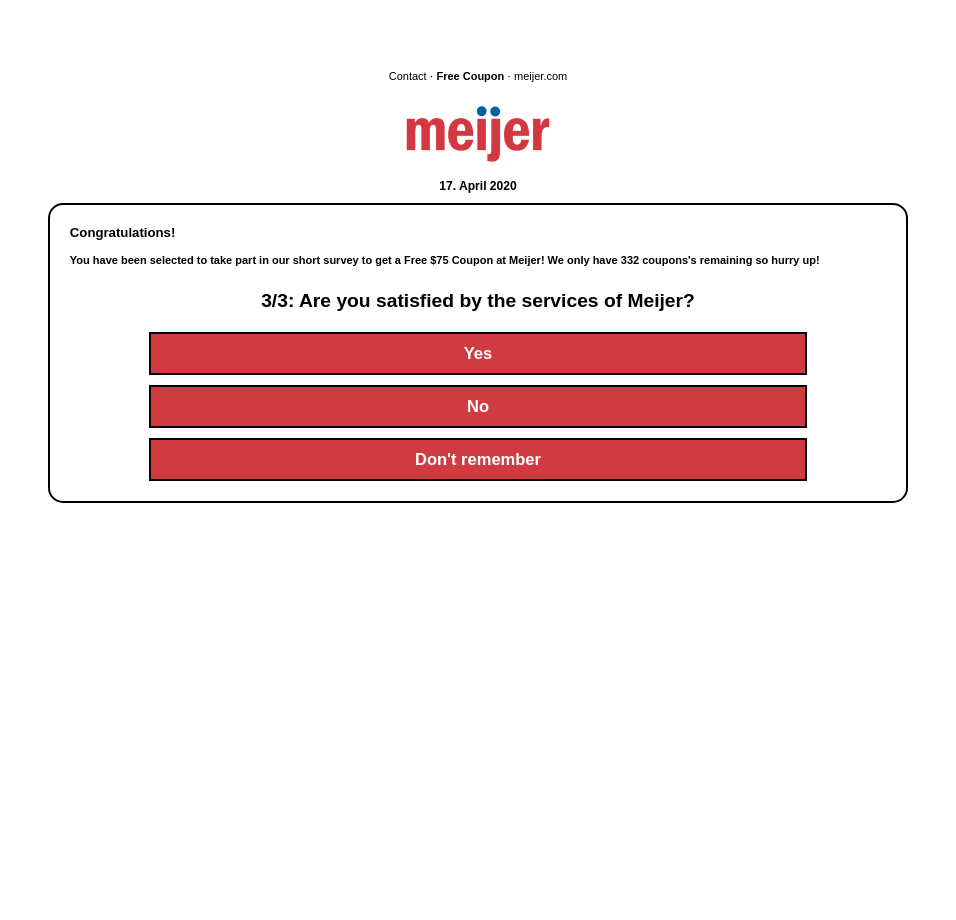 Contact · Free Coupon · meijer.com
meijer
17. April 2020
Congratulations!
You have been selected to take part in our short survey to get a Free $75 Coupon at Meijer! We only have 332 coupons's remaining so hurry up!
3/3: Are you satisfied by the services of Meijer?
Yes
No
Don't remember